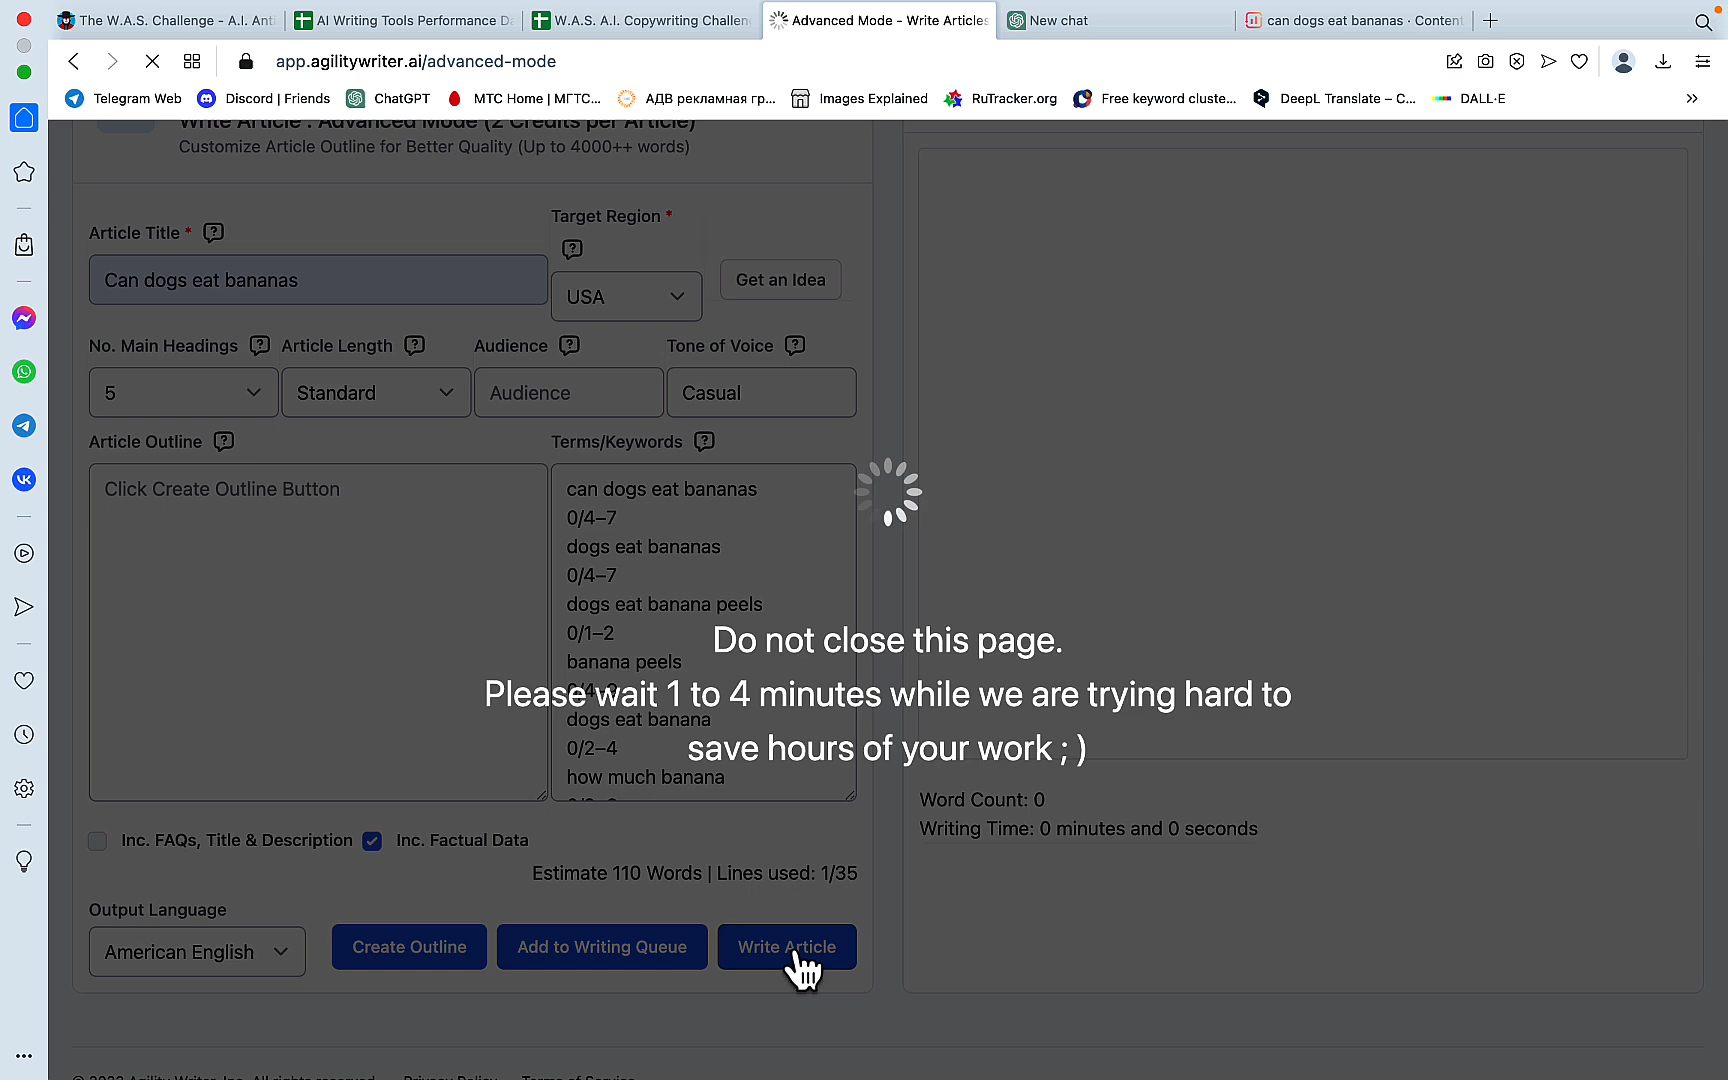 The W.A.S. Challenge - A.I. Anti
AI Writing Tools Performance Da
W.A.S. A.I. Copywriting Challen
Advanced Mode - Write Articles
New chat
can dogs eat bananas · Content
app.agilitywriter.ai/advanced-mode
Telegram Web
Discord | Friends
ChatGPT
МТС Home | МГТС...
АДВ рекламная гр...
Images Explained
RuTracker.org
Free keyword cluste...
DeepL Translate – C...
DALL·E
Write Article : Advanced Mode (2 Credits per Article)
Customize Article Outline for Better Quality (Up to 4000++ words)
Article Title *
Target Region *
Can dogs eat bananas
USA
Get an Idea
No. Main Headings
Article Length
Audience
Tone of Voice
5
Standard
Audience
Casual
Article Outline
Terms/Keywords
Click Create Outline Button
can dogs eat bananas
0/4–7
dogs eat bananas
0/4–7
dogs eat banana peels
0/1–2
banana peels
dogs eat banana
0/2–4
how much banana
Do not close this page.
Please wait 1 to 4 minutes while we are trying hard to
save hours of your work ; )
Word Count: 0
Writing Time: 0 minutes and 0 seconds
Inc. FAQs, Title & Description
Inc. Factual Data
Estimate 110 Words | Lines used: 1/35
Output Language
American English
Create Outline
Add to Writing Queue
Write Article
© 2023 Agility Writer, Inc. All rights reserved.
Privacy Policy
Terms of Service